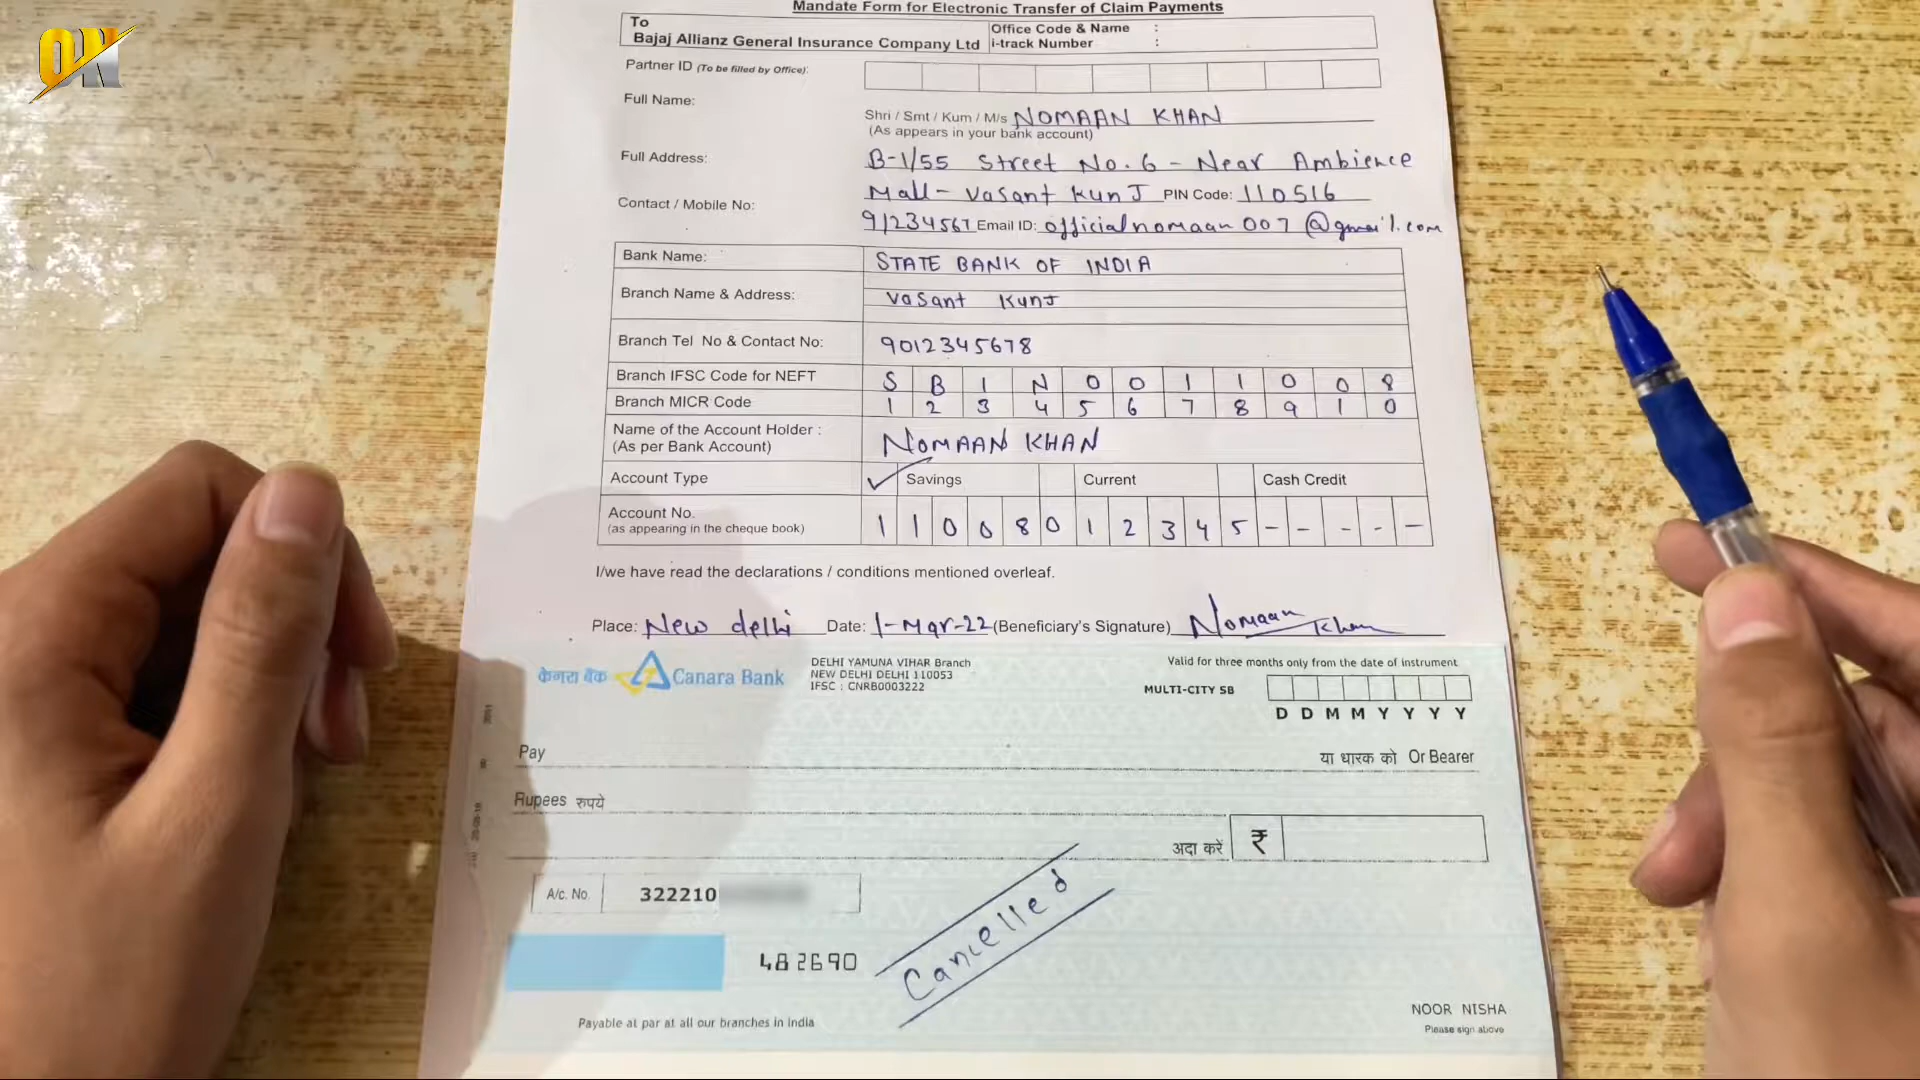 ON
Mandate Form for Electronic Transfer of Claim Payments
To
Bajaj Allianz General Insurance Company Ltd
Office Code & Name :
i-track Number :
Partner ID (To be filled by Office):
Full Name:
Shri / Smt / Kum / M/s NOMAAN KHAN
(As appears in your bank account)
Full Address: B-1/55 Street No. 6 - Near Ambience
Mall - Vasant KunJ PIN Code: 110516
Contact / Mobile No: 91234567 Email ID: officialnomaan007@gmail.com
Bank Name: STATE BANK OF INDIA
Branch Name & Address: Vasant KunJ
Branch Tel No & Contact No: 9012345678
Branch IFSC Code for NEFT S B I N 0 0 1 1 0 0 8
Branch MICR Code 1 2 3 4 5 6 7 8 9 1 0
Name of the Account Holder :
(As per Bank Account) NOMAAN KHAN
Account Type ✓ Savings Current Cash Credit
Account No.
(as appearing in the cheque book) 1 1 0 0 8 0 1 2 3 4 5 - - - - -
I/we have read the declarations / conditions mentioned overleaf.
Place: New delhi Date: 1-Mar-22 (Beneficiary's Signature) Nomaan Khan
केनरा बैंक Canara Bank
DELHI YAMUNA VIHAR Branch
NEW DELHI DELHI 110053
IFSC : CNRB0003222
Valid for three months only from the date of instrument
MULTI-CITY SB
D D M M Y Y Y Y
Pay या धारक को Or Bearer
Rupees रुपये
अदा करें ₹
A/c. No. 322210
Cancelled
482690
NOOR NISHA
Payable at par at all our branches in India
Please sign above